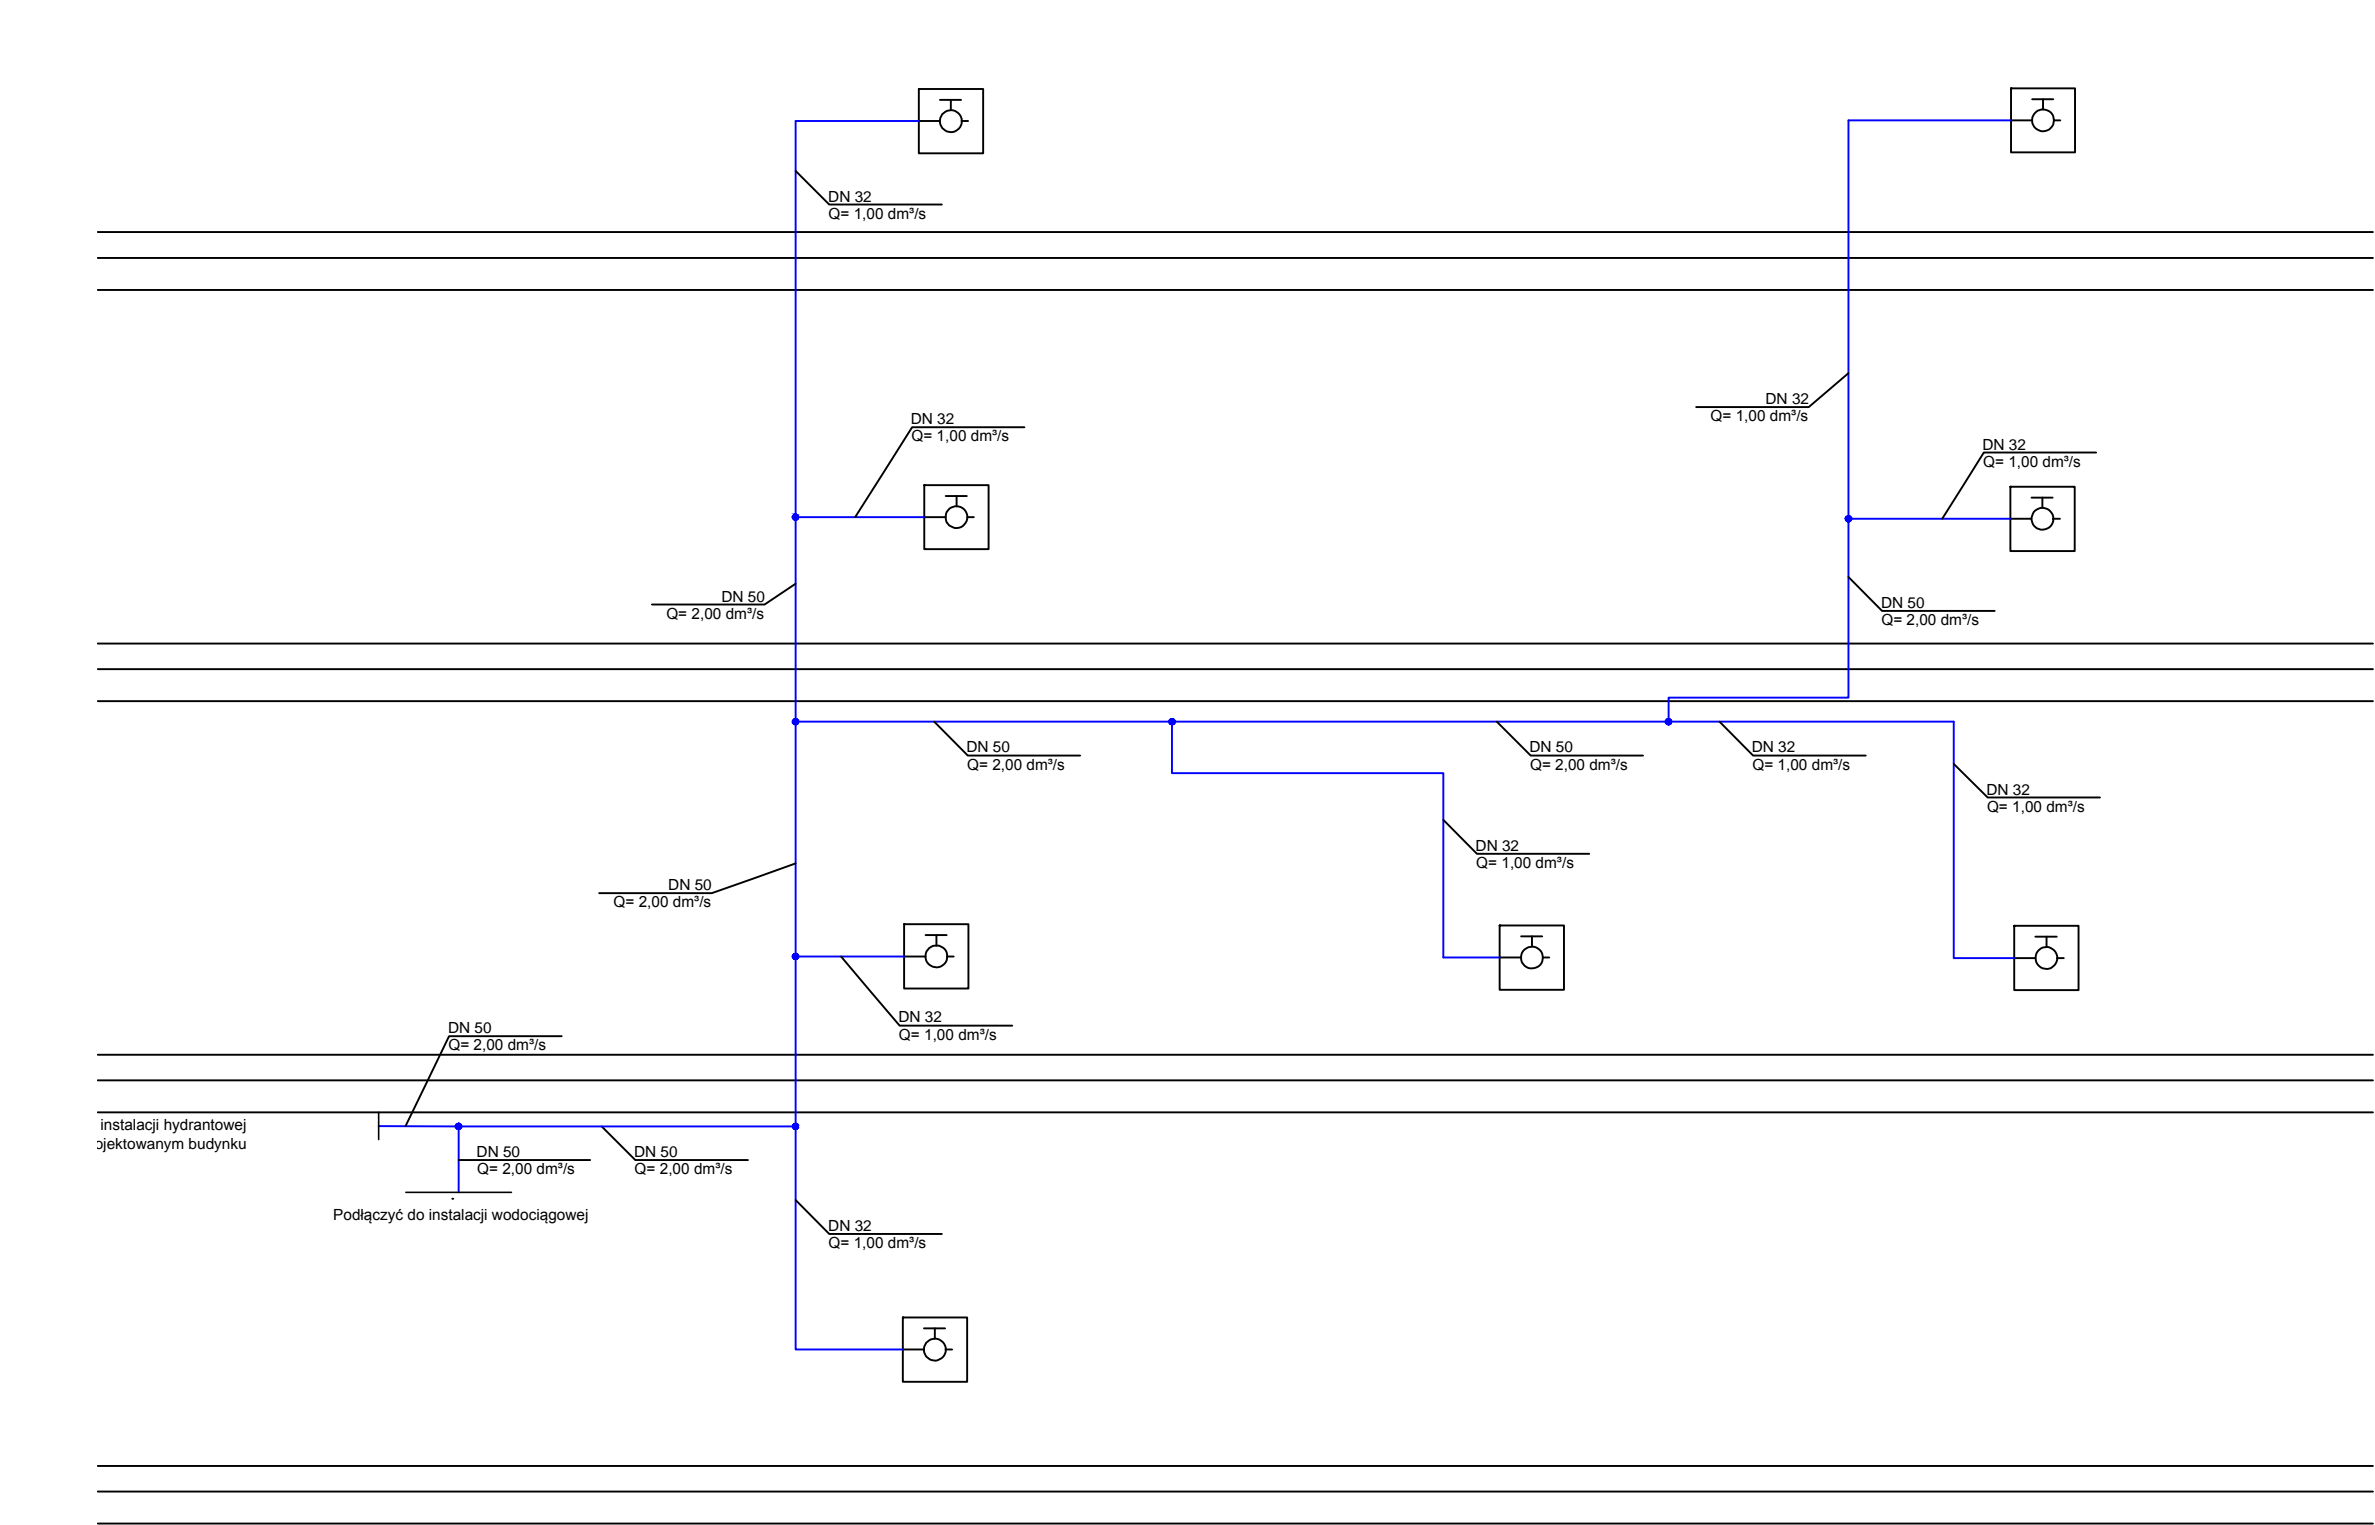 DN 32
Q= 1,00 dm³/s
DN 32
Q= 1,00 dm³/s
DN 32
Q= 1,00 dm³/s
DN 32
Q= 1,00 dm³/s
DN 50
Q= 2,00 dm³/s
DN 50
Q= 2,00 dm³/s
DN 50
Q= 2,00 dm³/s
DN 50
Q= 2,00 dm³/s
DN 32
Q= 1,00 dm³/s
DN 32
Q= 1,00 dm³/s
DN 32
Q= 1,00 dm³/s
DN 50
Q= 2,00 dm³/s
DN 32
Q= 1,00 dm³/s
DN 50
Q= 2,00 dm³/s
instalacji hydrantowej
ojektowanym budynku
DN 50
Q= 2,00 dm³/s
DN 50
Q= 2,00 dm³/s
Podłączyć do instalacji wodociągowej
DN 32
Q= 1,00 dm³/s